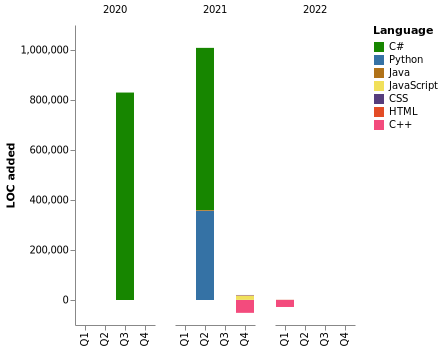 2020 2021 2022
Language
C#
Python
Java
JavaScript
CSS
HTML
C++
LOC added
1,000,000
800,000
600,000
400,000
200,000
0
Q1 Q2 Q3 Q4 Q1 Q2 Q3 Q4 Q1 Q2 Q3 Q4